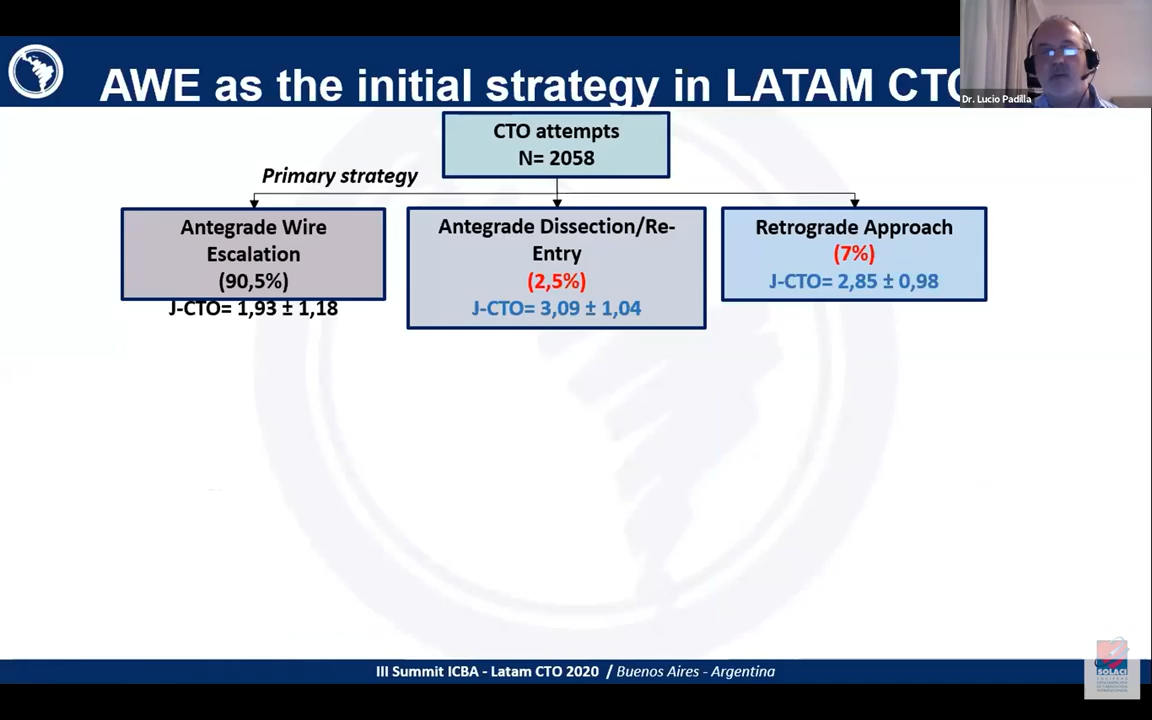 AWE as the initial strategy in LATAM CTO
Dr. Lucio Padilla
CTO attempts
N= 2058
Primary strategy
Antegrade Wire
Escalation
(90,5%)
J-CTO= 1,93 ± 1,18
Antegrade Dissection/Re-
Entry
(2,5%)
J-CTO= 3,09 ± 1,04
Retrograde Approach
(7%)
J-CTO= 2,85 ± 0,98
III Summit ICBA - Latam CTO 2020 / Buenos Aires - Argentina
SOLACI